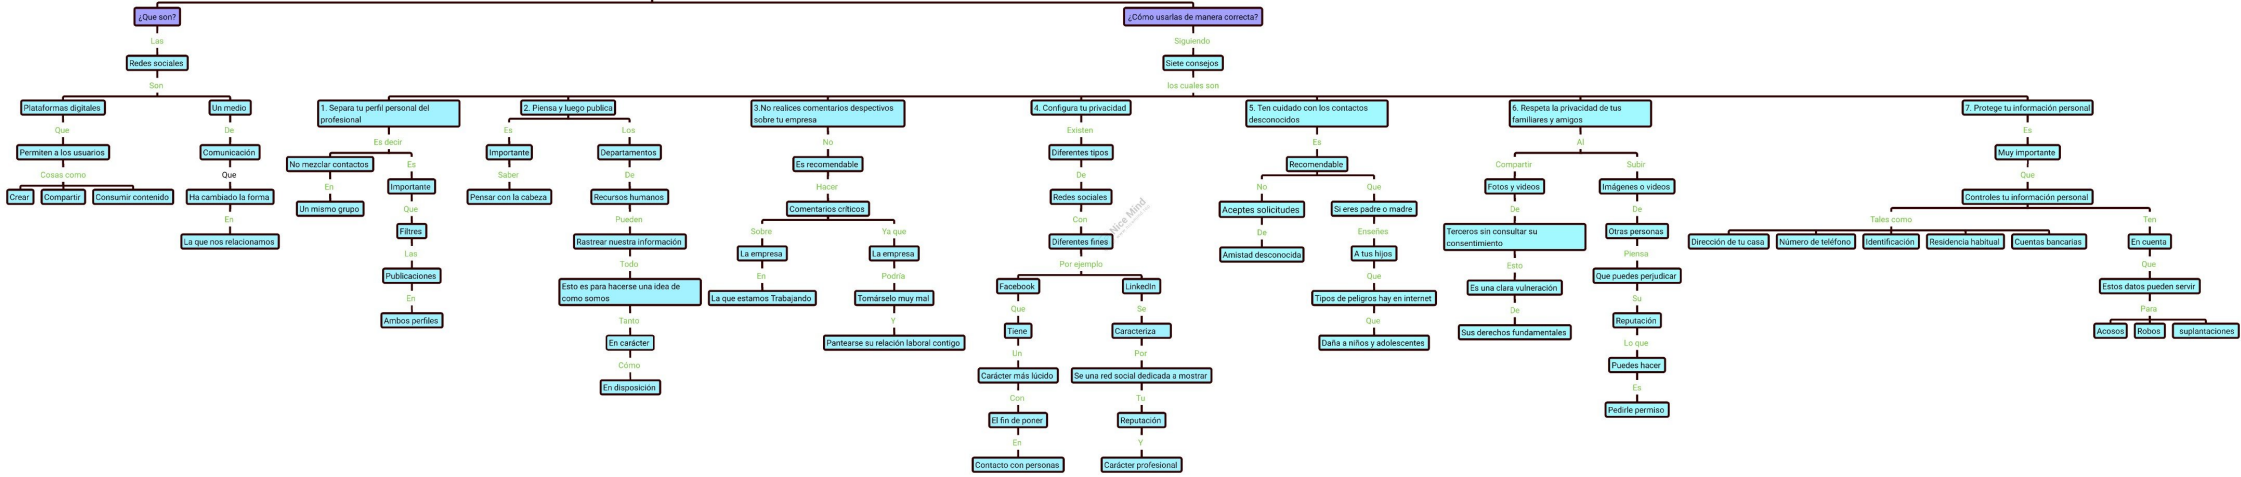 ¿Que son?
Las
Redes sociales
Son
Plataformas digitales
Que
Permiten a los usuarios
Cosas como
Crear
Compartir
Consumir contenido
Un medio
De
Comunicación
Que
Ha cambiado la forma
En
La que nos relacionamos
¿Cómo usarlas de manera correcta?
Siguiendo
Siete consejos
los cuales son
1. Separa tu perfil personal del
profesional
Es decir
No mezclar contactos
En
Un mismo grupo
Es
Importante
Que
Filtres
Las
Publicaciones
En
Ambos perfiles
2. Piensa y luego publica
Es
Importante
Saber
Pensar con la cabeza
Los
Departamentos
De
Recursos humanos
Pueden
Rastrear nuestra información
Todo
Esto es para hacerse una idea de
como somos
Tanto
En carácter
Cómo
En disposición
3.No realices comentarios despectivos
sobre tu empresa
No
Es recomendable
Hacer
Comentarios críticos
Sobre
La empresa
En
La que estamos Trabajando
Ya que
La empresa
Podría
Tomárselo muy mal
Y
Pantearse su relación laboral contigo
4. Configura tu privacidad
Existen
Diferentes tipos
De
Redes sociales
Con
Diferentes fines
Por ejemplo
Facebook
Que
Tiene
Un
Carácter más lúcido
Con
El fin de poner
En
Contacto con personas
LinkedIn
Se
Caracteriza
Por
Se una red social dedicada a mostrar
Tu
Reputación
Y
Carácter profesional
Nice Mind
5. Ten cuidado con los contactos
desconocidos
Es
Recomendable
No
Aceptes solicitudes
De
Amistad desconocida
Que
Si eres padre o madre
Enseñes
A tus hijos
Que
Tipos de peligros hay en internet
Que
Daña a niños y adolescentes
6. Respeta la privacidad de tus
familiares y amigos
Al
Compartir
Fotos y videos
De
Terceros sin consultar su
consentimiento
Esto
Es una clara vulneración
De
Sus derechos fundamentales
Subir
Imágenes o videos
De
Otras personas
Piensa
Que puedes perjudicar
Su
Reputación
Lo que
Puedes hacer
Es
Pedirle permiso
7. Protege tu información personal
Es
Muy importante
Que
Controles tu información personal
Tales como
Dirección de tu casa
Número de teléfono
Identificación
Residencia habitual
Cuentas bancarias
Ten
En cuenta
Que
Estos datos pueden servir
Para
Acosos
Robos
suplantaciones